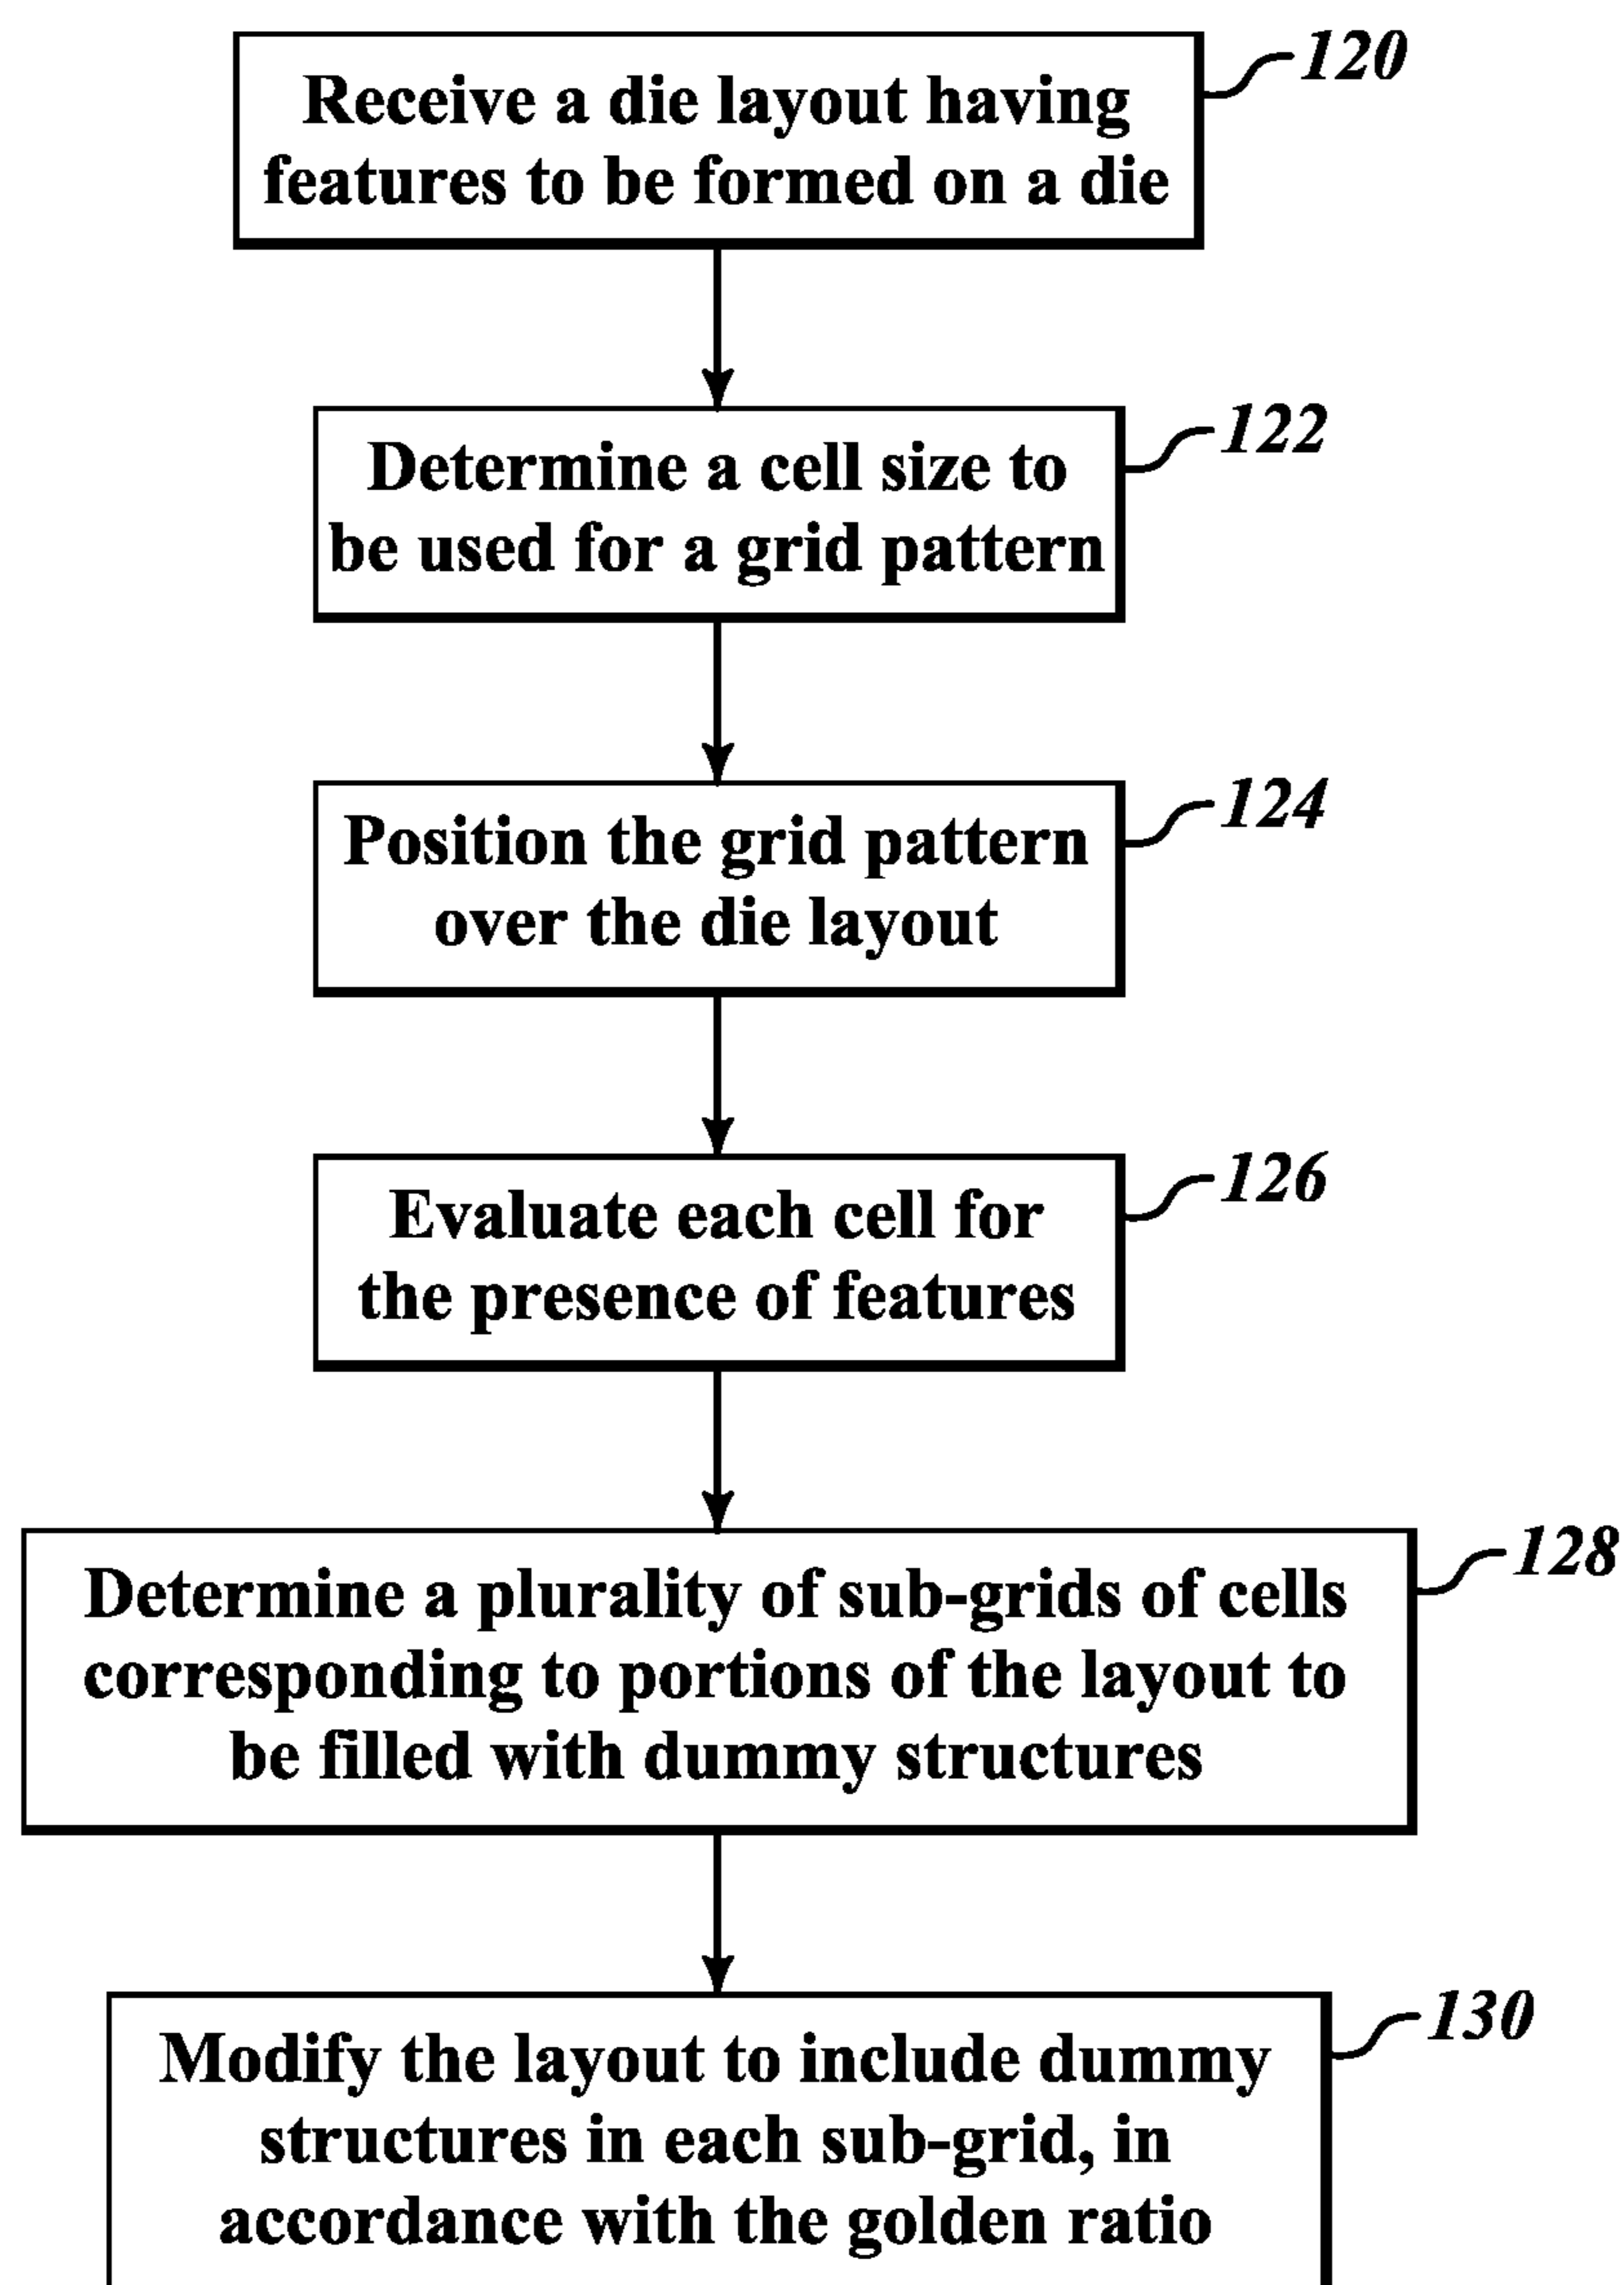 Receive a die layout having
features to be formed on a die
120
Determine a cell size to
be used for a grid pattern
122
Position the grid pattern
over the die layout
124
Evaluate each cell for
the presence of features
126
Determine a plurality of sub-grids of cells
corresponding to portions of the layout to
be filled with dummy structures
128
Modify the layout to include dummy
structures in each sub-grid, in
accordance with the golden ratio
130